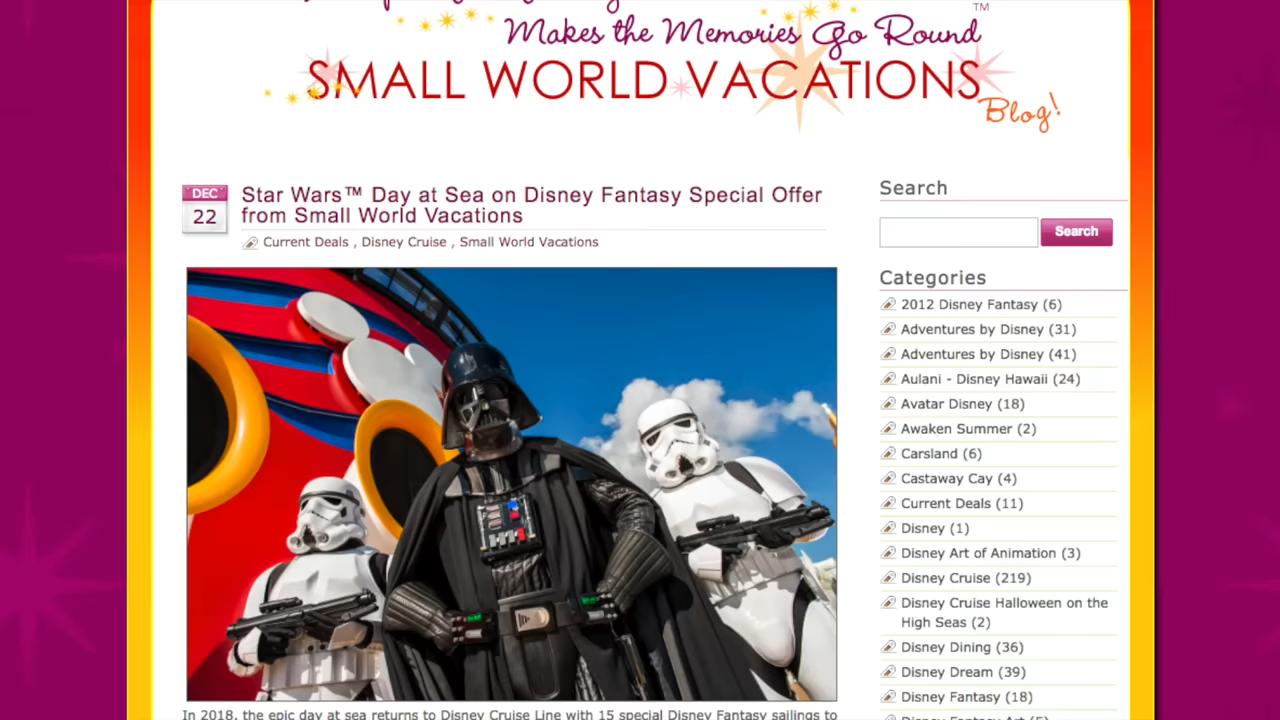 Makes the Memories Go Round
TM
SMALL WORLD VACATIONS
Blog!
DEC
22
Star Wars™ Day at Sea on Disney Fantasy Special Offer
from Small World Vacations
Current Deals , Disney Cruise , Small World Vacations
In 2018, the epic day at sea returns to Disney Cruise Line with 15 special Disney Fantasy sailings to
Search
Search
Categories
2012 Disney Fantasy (6)
Adventures by Disney (31)
Adventures by Disney (41)
Aulani - Disney Hawaii (24)
Avatar Disney (18)
Awaken Summer (2)
Carsland (6)
Castaway Cay (4)
Current Deals (11)
Disney (1)
Disney Art of Animation (3)
Disney Cruise (219)
Disney Cruise Halloween on the
High Seas (2)
Disney Dining (36)
Disney Dream (39)
Disney Fantasy (18)
Disney Fantasy Art (5)